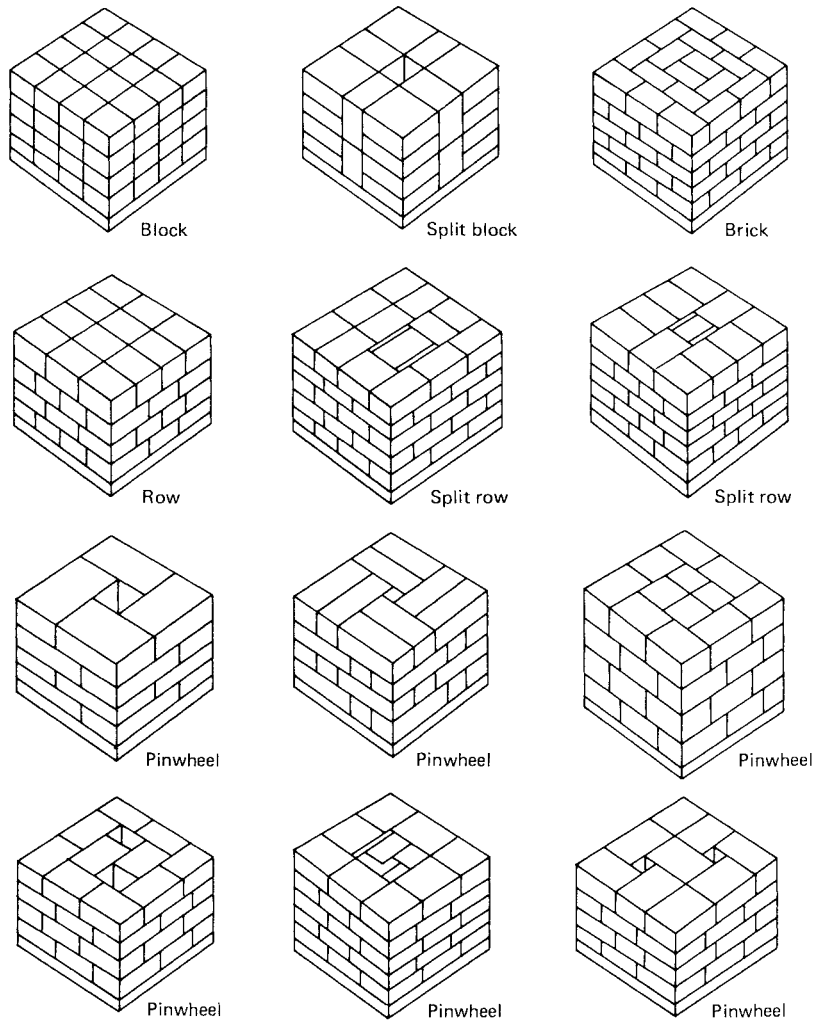 Block
Split block
Brick
Row
Split row
Split row
Pinwheel
Pinwheel
Pinwheel
Pinwheel
Pinwheel
Pinwheel